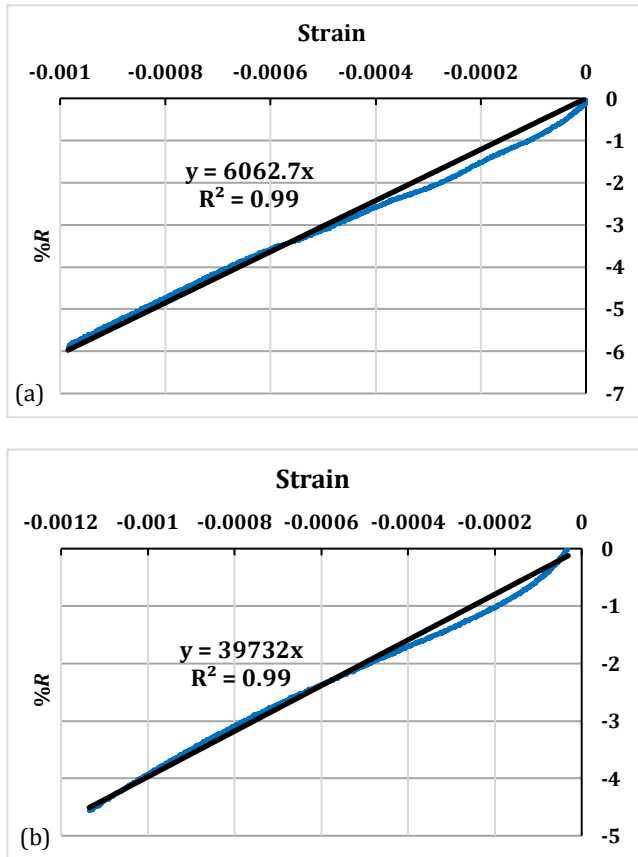 Strain
-0.001 -0.0008 -0.0006 -0.0004 -0.0002 0
0
-1
y = 6062.7x
-2
R² = 0.99
%R
-3
-4
-5
-6
(a)
-7
Strain
-0.0012 -0.001 -0.0008 -0.0006 -0.0004 -0.0002 0
0
-1
y = 39732x
-2
R² = 0.99
%R
-3
-4
(b)
-5